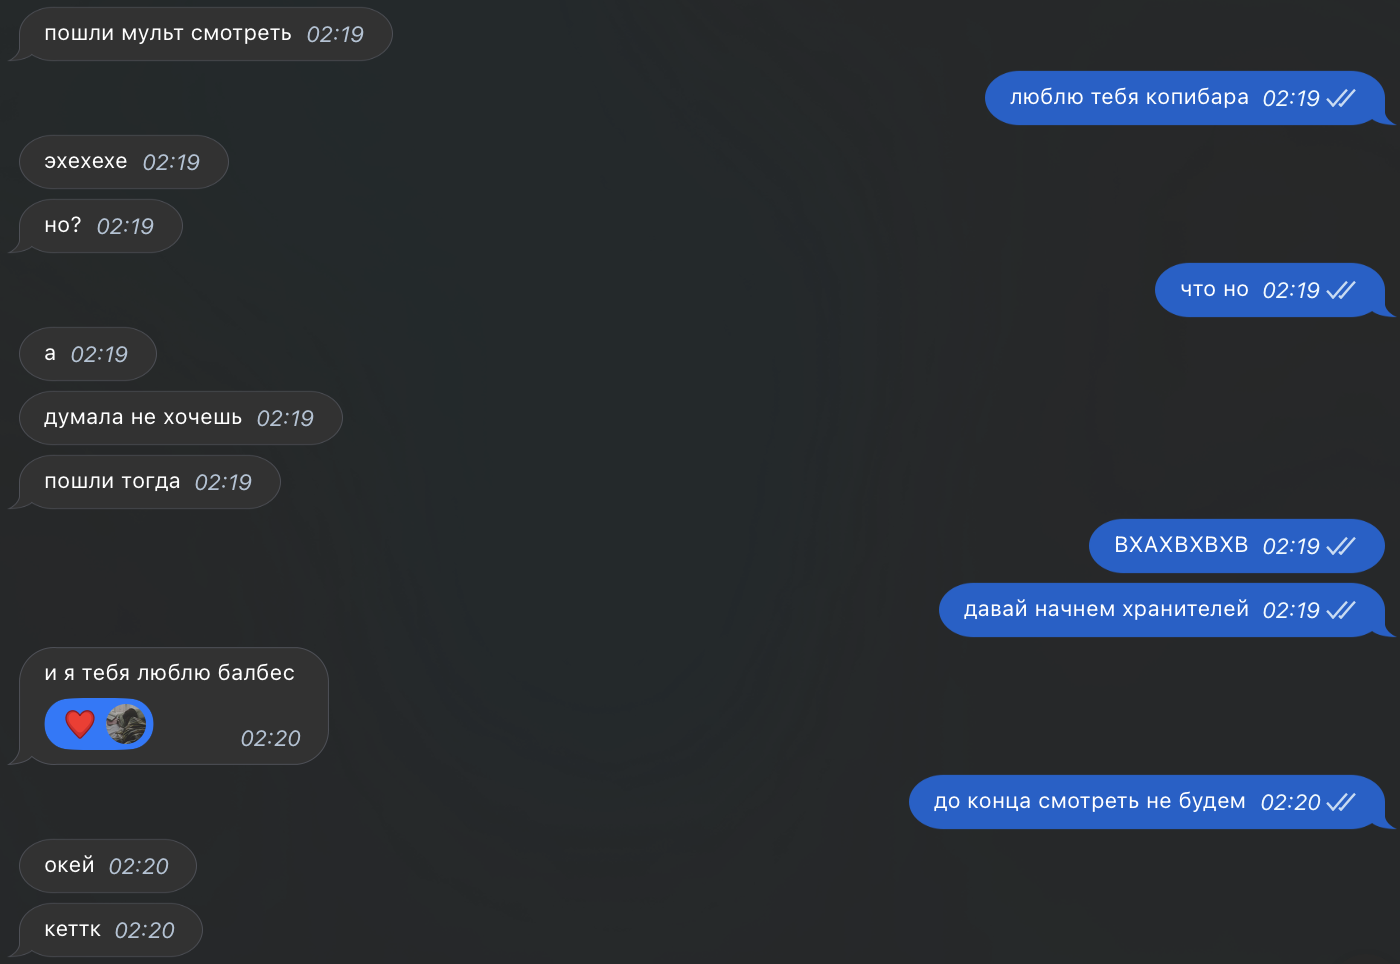 пошли мульт смотреть 02:19
люблю тебя копибара 02:19
эхехехе 02:19
но? 02:19
что но 02:19
а 02:19
думала не хочешь 02:19
пошли тогда 02:19
ВХАХВХВХВ 02:19
давай начнем хранителей 02:19
и я тебя люблю балбес
02:20
до конца смотреть не будем 02:20
окей 02:20
кеттк 02:20